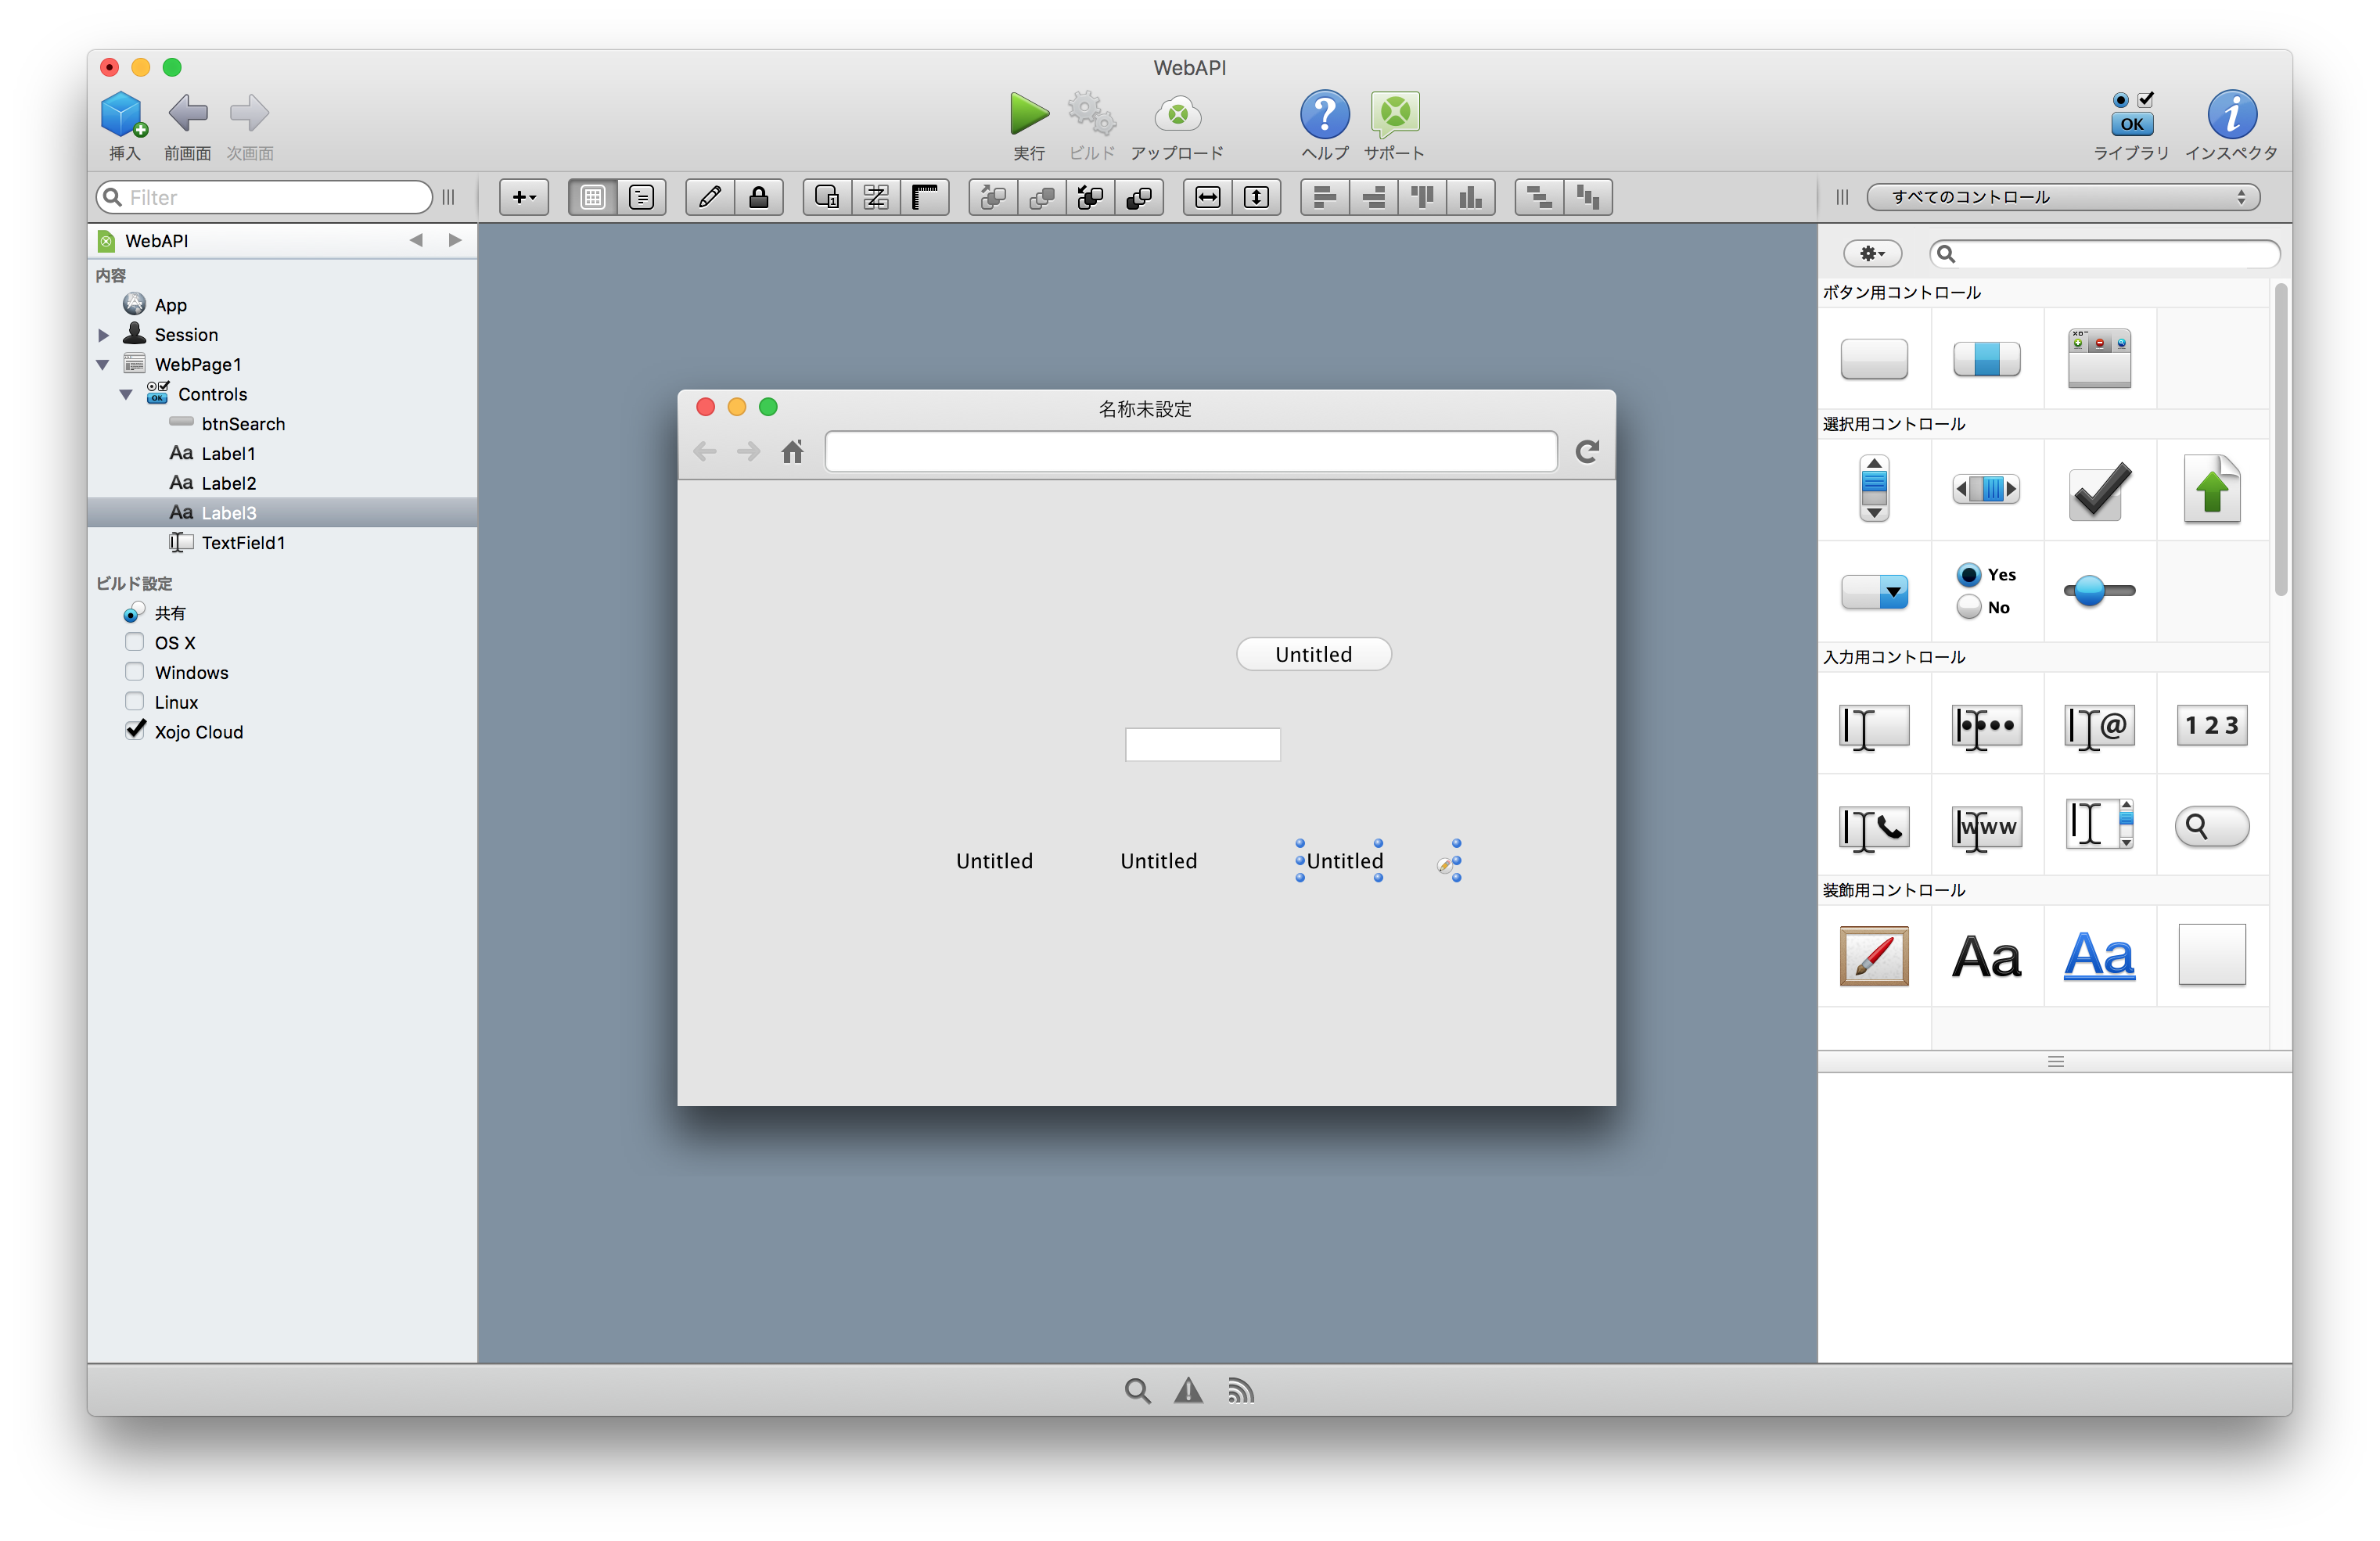 WebAPI
挿入
前画面
次画面
実行
ビルド
アップロード
ヘルプ
サポート
OK
ライブラリ
インスペクタ
Filter
すべてのコントロール
WebAPI
内容
App
Session
WebPage1
OK
Controls
btnSearch
Aa Label1
Aa Label2
Aa Label3
TextField1
ビルド設定
共有
OS X
Windows
Linux
Xojo Cloud
名称未設定
Untitled
Untitled
Untitled
Untitled
ボタン用コントロール
選択用コントロール
Yes
No
入力用コントロール
@
1 2 3
www
装飾用コントロール
Aa
Aa